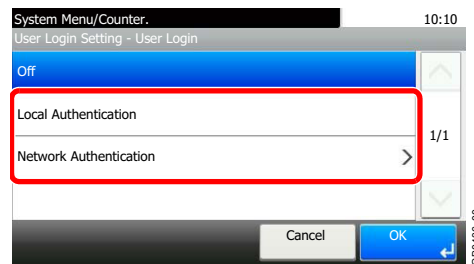 System Menu/Counter.
10:10
User Login Setting - User Login
Off
Local Authentication
1/1
Network Authentication
Cancel
OK